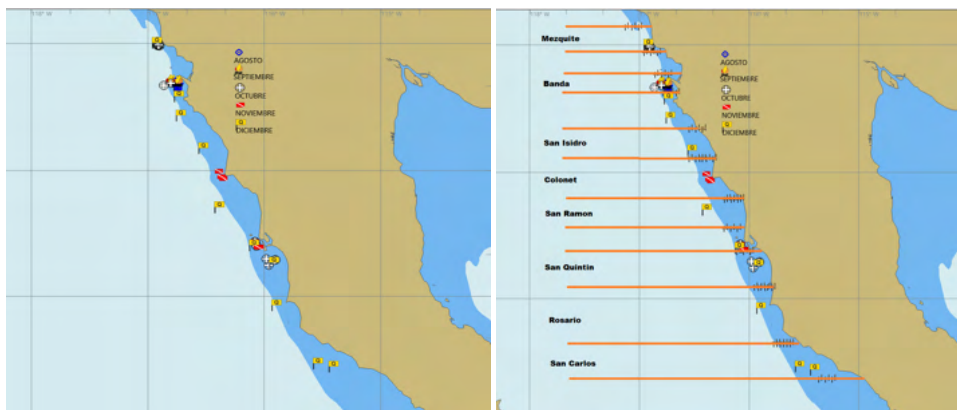 AGOSTO
SEPTIEMBRE
OCTUBRE
NOVIEMBRE
DICIEMBRE
Mezquite
Banda
San Isidro
Colonet
San Ramon
San Quintin
Rosario
San Carlos
AGOSTO
SEPTIEMBRE
OCTUBRE
NOVIEMBRE
DICIEMBRE